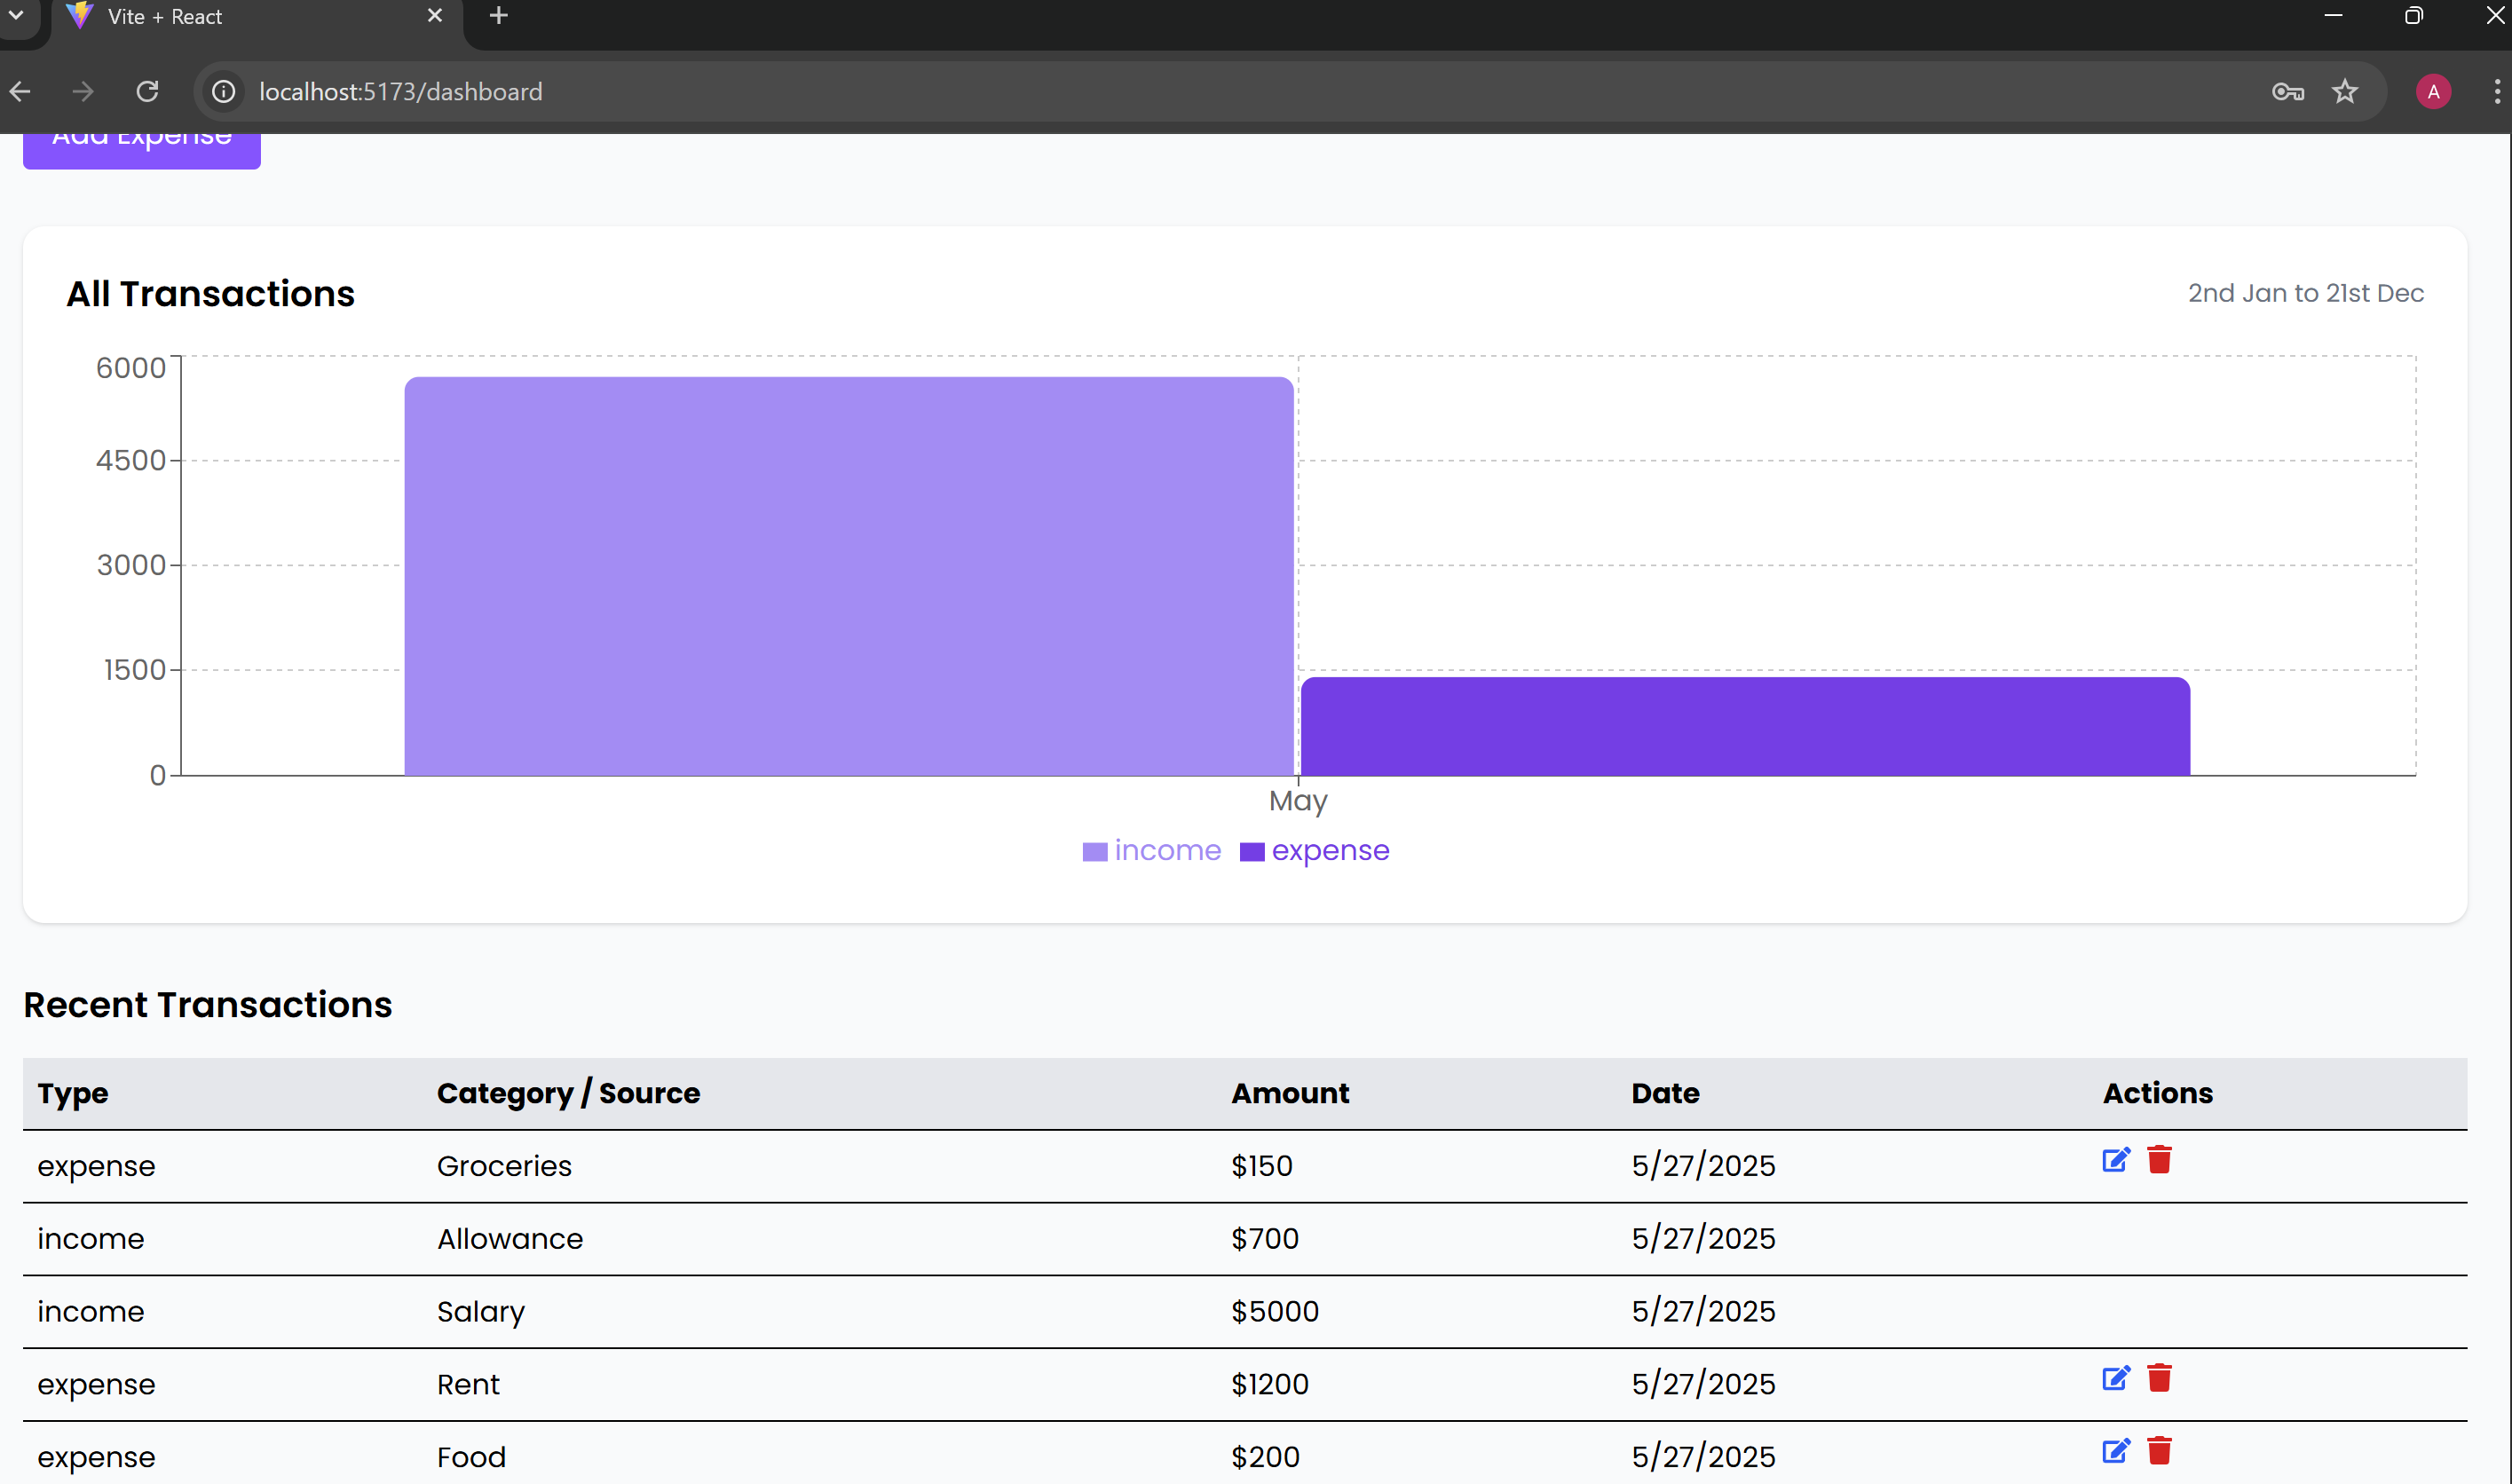 Vite + React
localhost:5173/dashboard
A
Add Expense
All Transactions
2nd Jan to 21st Dec
6000
4500
3000
1500
0
May
income expense
Recent Transactions
Type Category / Source Amount Date Actions
expense Groceries $150 5/27/2025
income Allowance $700 5/27/2025
income Salary $5000 5/27/2025
expense Rent $1200 5/27/2025
expense Food $200 5/27/2025